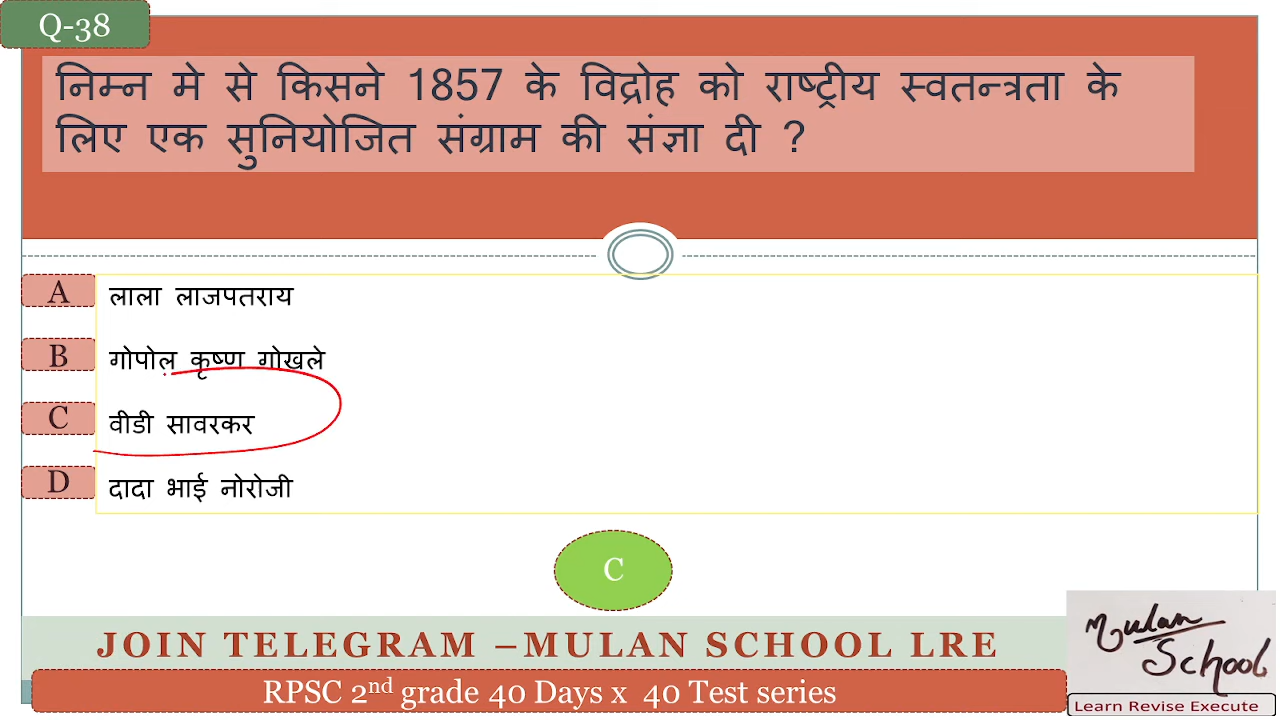 Q-38
निम्न मे से किसने 1857 के विद्रोह को राष्ट्रीय स्वतन्त्रता के
लिए एक सुनियोजित संग्राम की संज्ञा दी ?
A लाला लाजपतराय
B गोपोल कृष्ण गोखले
C वीडी सावरकर
D दादा भाई नोरोजी
C
JOIN TELEGRAM –MULAN SCHOOL LRE
RPSC 2nd grade 40 Days x 40 Test series
Mulan
School
Learn Revise Execute